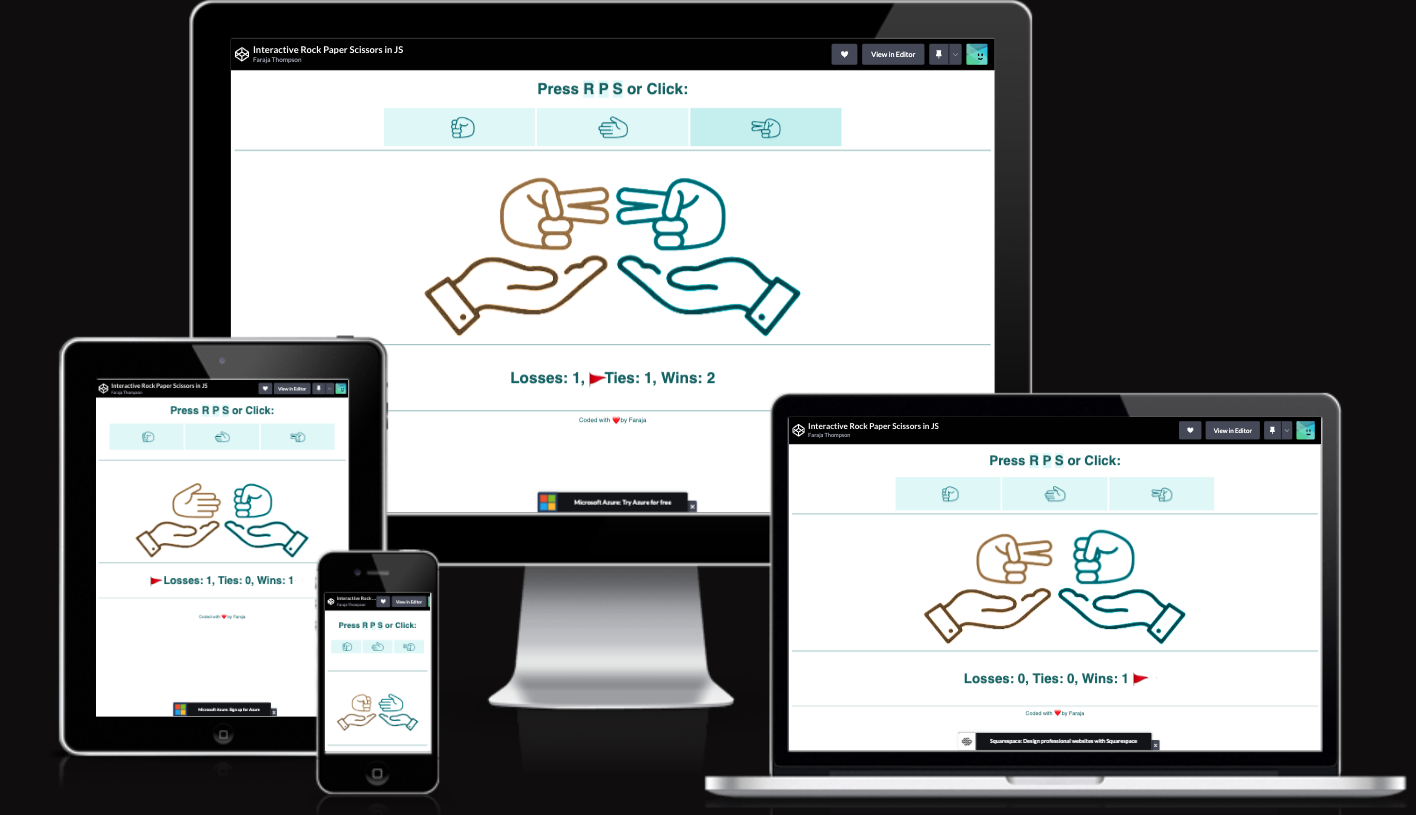 Interactive Rock Paper Scissors in JS
Faraja Thompson
View in Editor
Press R P S or Click:
Losses: 1, Ties: 1, Wins: 2
Coded with by Faraja
Microsoft Azure: Try Azure for free
x
Interactive Rock Paper Scissors in JS
Faraja Thompson
View in Editor
Press R P S or Click:
Losses: 1, Ties: 0, Wins: 1
Coded with by Faraja
Microsoft Azure: Sign up for Azure
x
Interactive Rock...
Faraja Thompson
View in Editor
Press R P S or Click:
Interactive Rock Paper Scissors in JS
Faraja Thompson
View in Editor
Press R P S or Click:
Losses: 0, Ties: 0, Wins: 1
Coded with by Faraja
Squarespace: Design professional websites with Squarespace
x